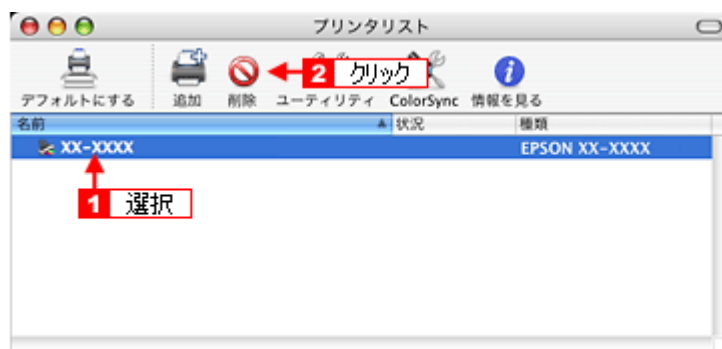 プリンタリスト
2 クリック
デフォルトにする 追加 削除 ユーティリティ ColorSync 情報を見る
名前 状況 種類
XX-XXXX EPSON XX-XXXX
1 選択